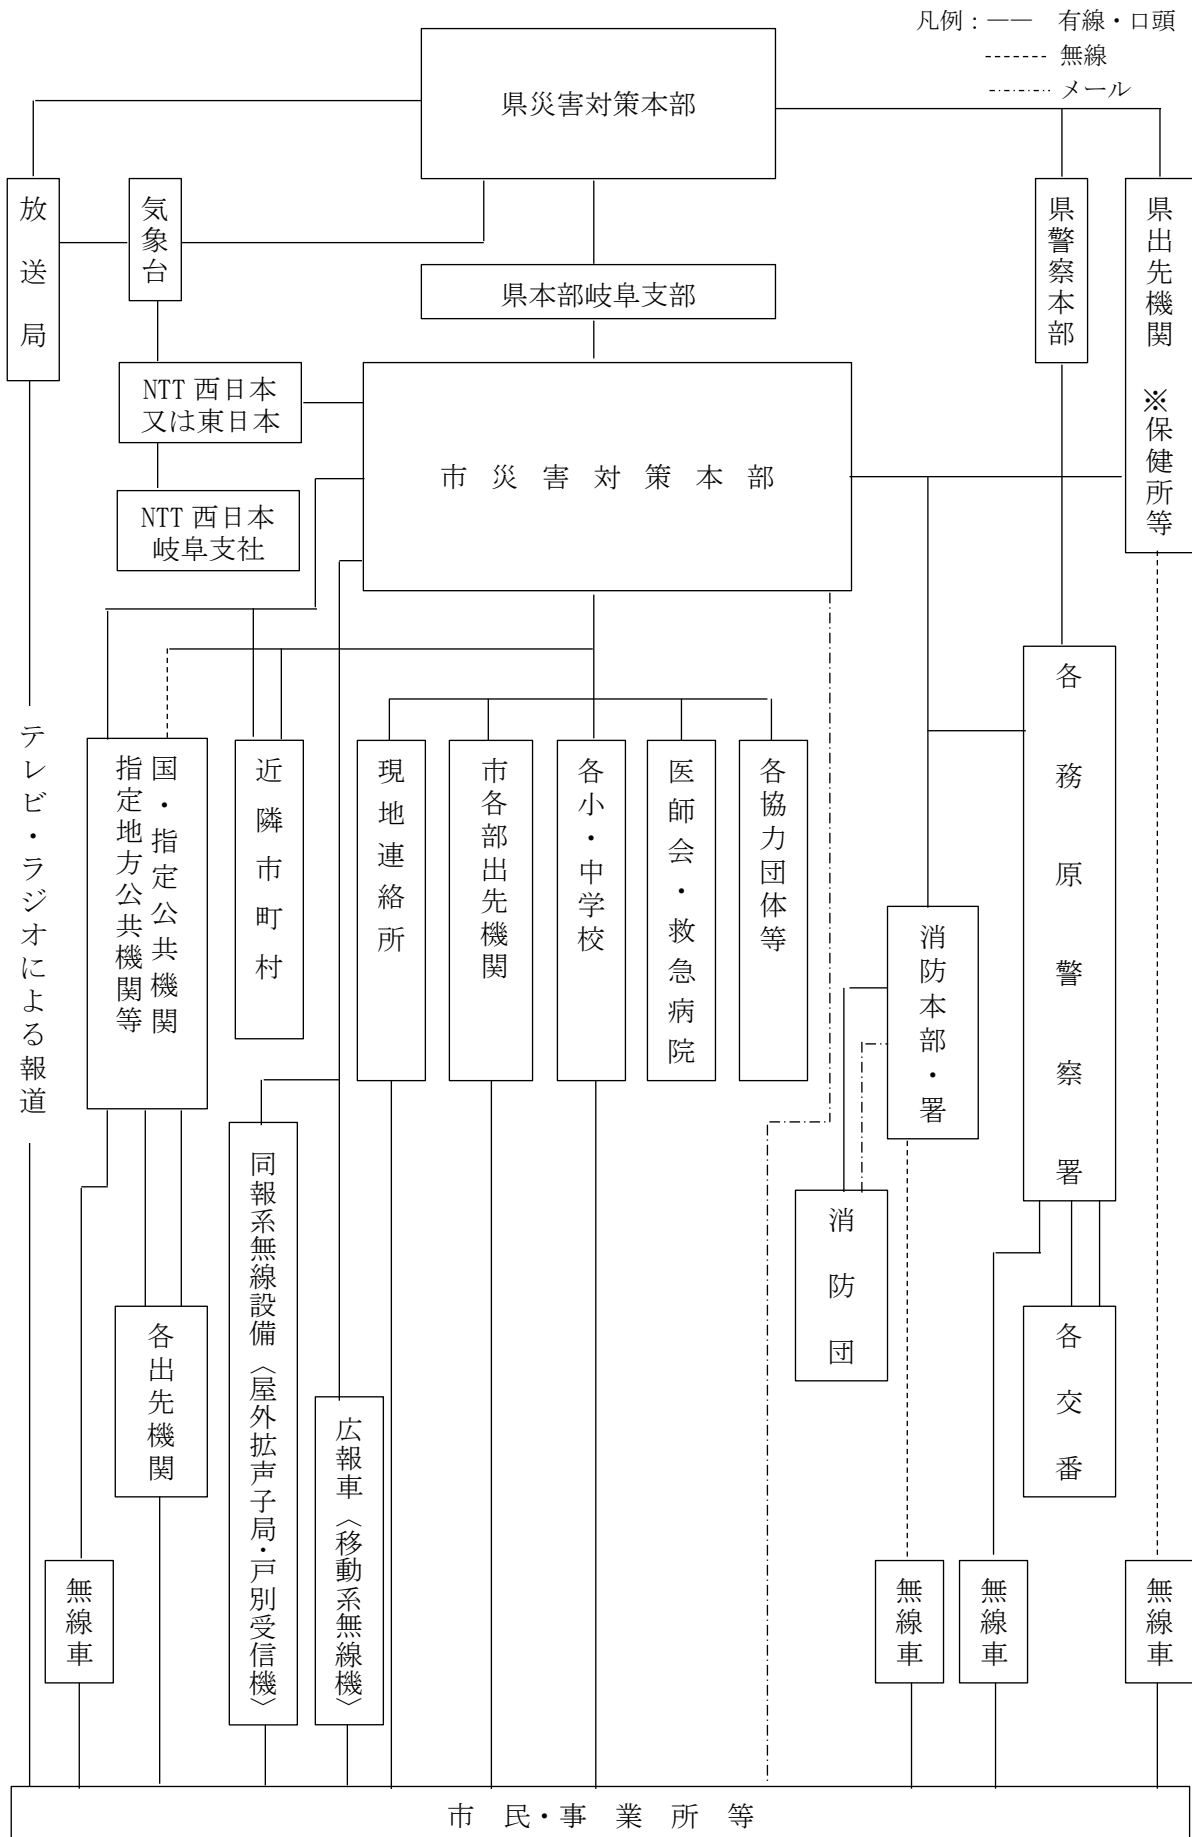 凡例：―― 有線・口頭
------- 無線
-・-・-・- メール
県災害対策本部
放送局
気象台
県警察本部
県出先機関 ※保健所等
県本部岐阜支部
NTT 西日本
又は東日本
市災害対策本部
NTT 西日本
岐阜支社
各務原警察署
テレビ・ラジオによる報道
国・指定公共機関
指定地方公共機関等
近隣市町村
現地連絡所
市各部出先機関
各小・中学校
医師会・救急病院
各協力団体等
消防本部・署
同報系無線設備〈屋外拡声子局・戸別受信機〉
消防団
各出先機関
各交番
広報車〈移動系無線機〉
無線車
無線車
無線車
無線車
市民・事業所等